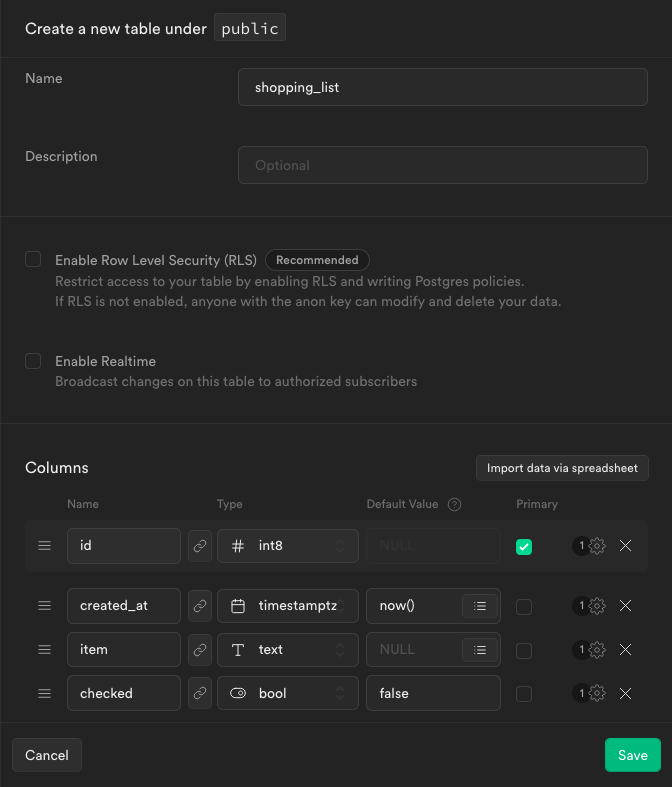 Create a new table under public
Name
shopping_list
Description
Optional
Enable Row Level Security (RLS) Recommended
Restrict access to your table by enabling RLS and writing Postgres policies.
If RLS is not enabled, anyone with the anon key can modify and delete your data.
Enable Realtime
Broadcast changes on this table to authorized subscribers
Columns Import data via spreadsheet
Name Type Default Value ? Primary
id # int8 NULL 1
created_at timestamptz now() 1
item T text NULL 1
checked bool false 1
Cancel Save